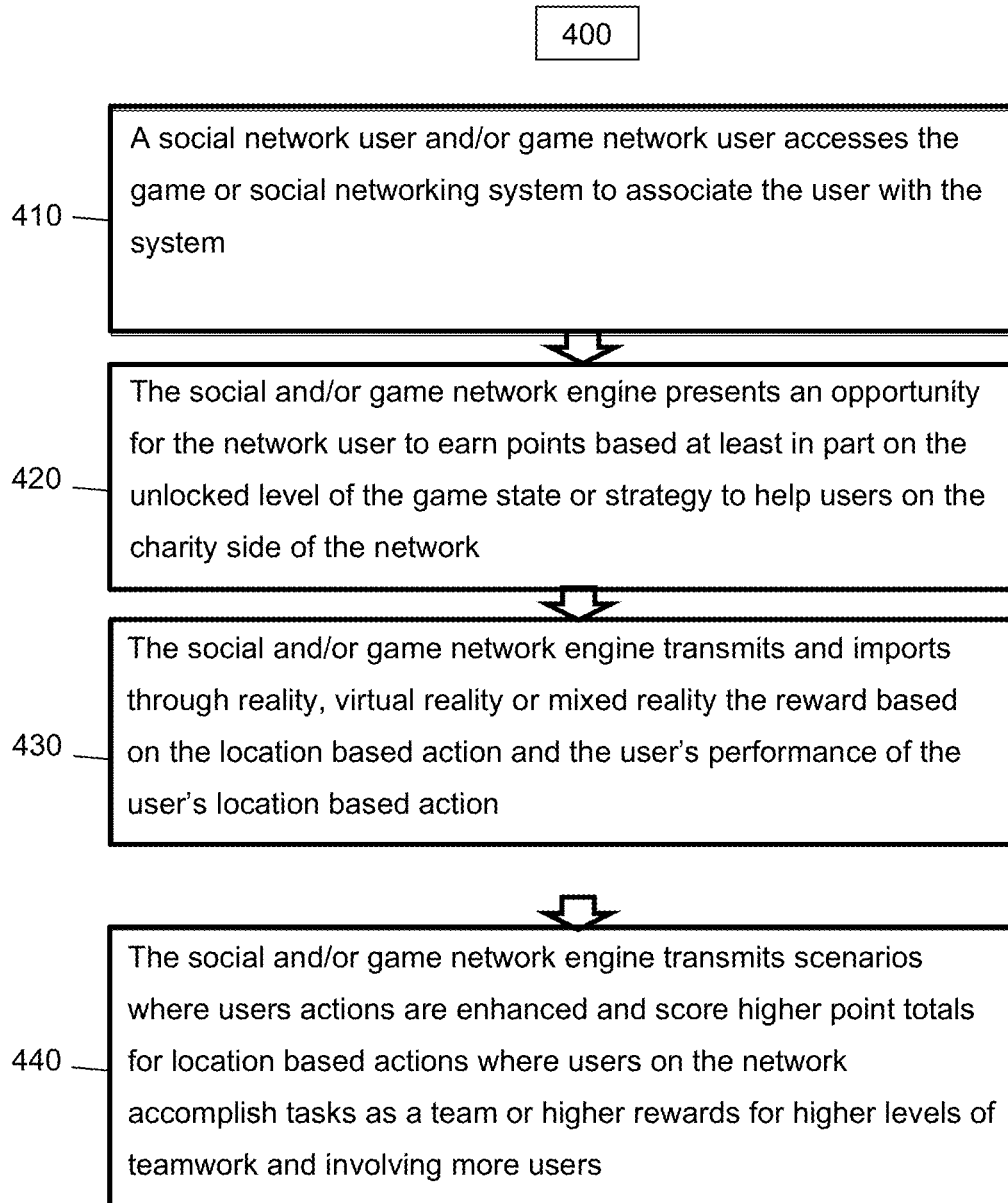 400
A social network user and/or game network user accesses the
game or social networking system to associate the user with the
system
410
The social and/or game network engine presents an opportunity
for the network user to earn points based at least in part on the
unlocked level of the game state or strategy to help users on the
charity side of the network
420
The social and/or game network engine transmits and imports
through reality, virtual reality or mixed reality the reward based
on the location based action and the user's performance of the
user's location based action
430
The social and/or game network engine transmits scenarios
where users actions are enhanced and score higher point totals
for location based actions where users on the network
accomplish tasks as a team or higher rewards for higher levels of
teamwork and involving more users
440